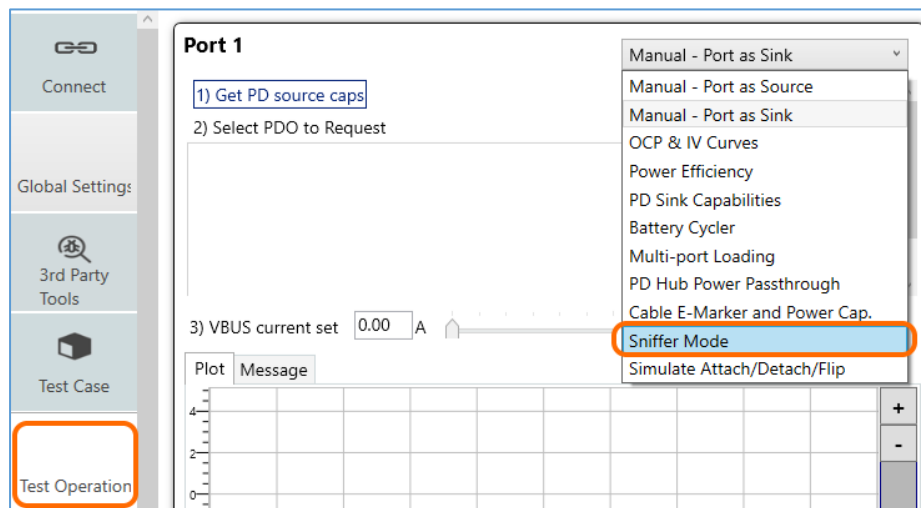 Connect
Global Settings
3rd Party
Tools
Test Case
Test Operation
Port 1
Manual - Port as Sink
1) Get PD source caps
2) Select PDO to Request
Manual - Port as Source
Manual - Port as Sink
OCP & IV Curves
Power Efficiency
PD Sink Capabilities
Battery Cycler
Multi-port Loading
PD Hub Power Passthrough
Cable E-Marker and Power Cap.
Sniffer Mode
Simulate Attach/Detach/Flip
3) VBUS current set 0.00 A
Plot Message
4
2
0
+
-